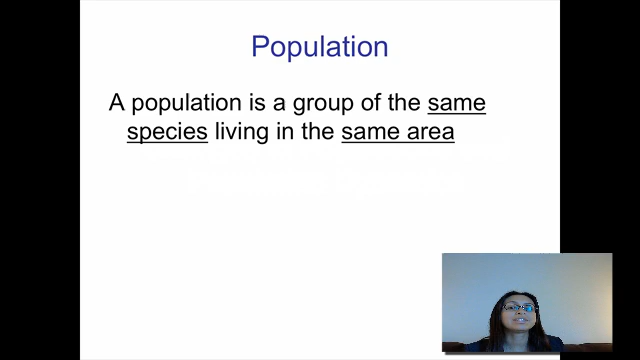 Population
A population is a group of the same
species living in the same area